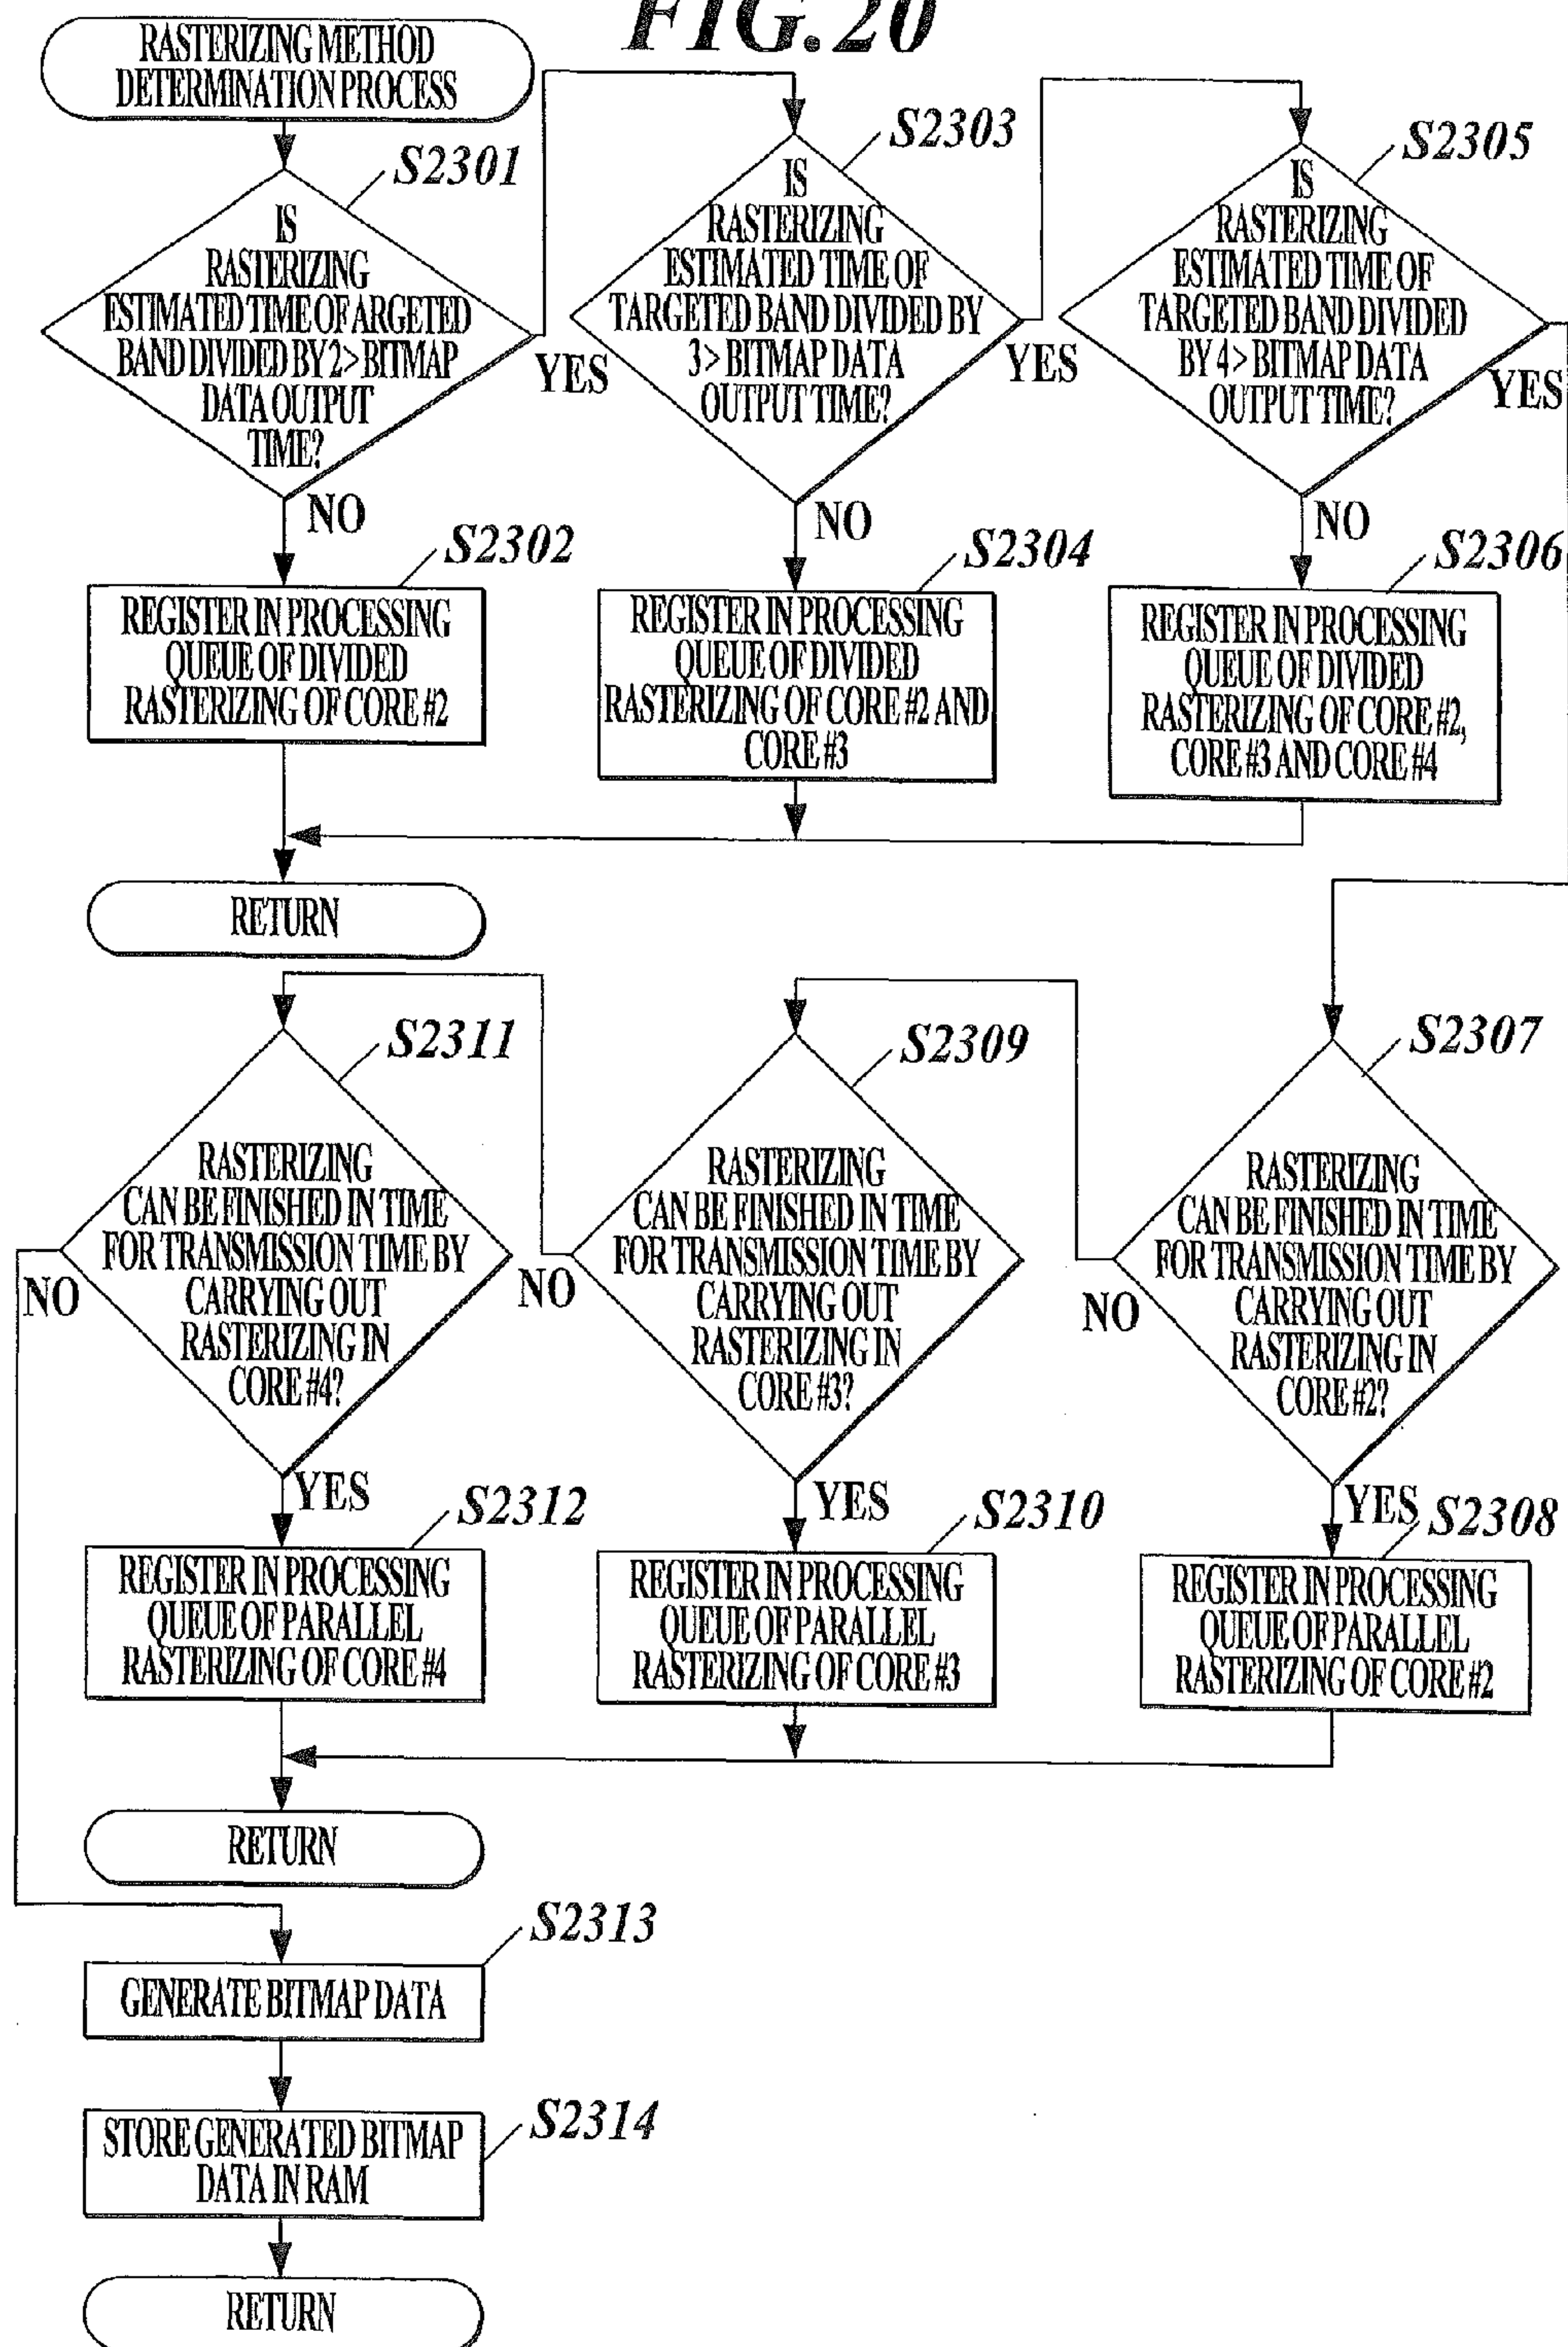 FIG.20
RASTERIZING METHOD
DETERMINATION PROCESS
S2301
IS
RASTERIZING
ESTIMATED TIME OF ARGETED
BAND DIVIDED BY 2> BITMAP
DATA OUTPUT
TIME?
YES
NO
S2302
REGISTER IN PROCESSING
QUEUE OF DIVIDED
RASTERIZING OF CORE #2
S2303
IS
RASTERIZING
ESTIMATED TIME OF
TARGETED BAND DIVIDED BY
3> BITMAP DATA
OUTPUT TIME?
YES
NO
S2304
REGISTER IN PROCESSING
QUEUE OF DIVIDED
RASTERIZING OF CORE #2 AND
CORE #3
S2305
IS
RASTERIZING
ESTIMATED TIME OF
TARGETED BAND DIVIDED
BY 4> BITMAP DATA
OUTPUT TIME?
YES
NO
S2306
REGISTER IN PROCESSING
QUEUE OF DIVIDED
RASTERIZING OF CORE #2,
CORE #3 AND CORE #4
RETURN
S2307
RASTERIZING
CAN BE FINISHED IN TIME
FOR TRANSMISSION TIME BY
CARRYING OUT
RASTERIZING IN
CORE #2?
NO
YES
S2308
REGISTER IN PROCESSING
QUEUE OF PARALLEL
RASTERIZING OF CORE #2
S2309
RASTERIZING
CAN BE FINISHED IN TIME
FOR TRANSMISSION TIME BY
CARRYING OUT
RASTERIZING IN
CORE #3?
NO
YES
S2310
REGISTER IN PROCESSING
QUEUE OF PARALLEL
RASTERIZING OF CORE #3
S2311
RASTERIZING
CAN BE FINISHED IN TIME
FOR TRANSMISSION TIME BY
CARRYING OUT
RASTERIZING IN
CORE #4?
NO
YES
S2312
REGISTER IN PROCESSING
QUEUE OF PARALLEL
RASTERIZING OF CORE #4
RETURN
S2313
GENERATE BITMAP DATA
S2314
STORE GENERATED BITMAP
DATA IN RAM
RETURN